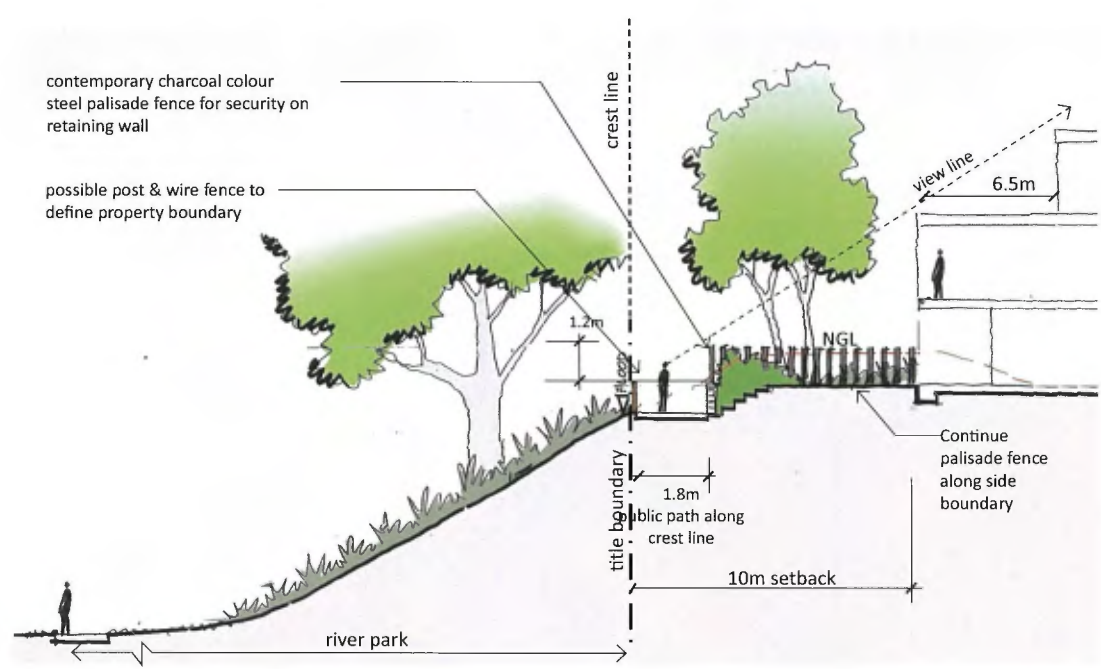 contemporary charcoal colour
steel palisade fence for security on
retaining wall
crest line
possible post & wire fence to
define property boundary
view line
6.5m
1.2m
NGL
Continue
palisade fence
along side
boundary
title boundary
1.8m
public path along
crest line
10m setback
river park